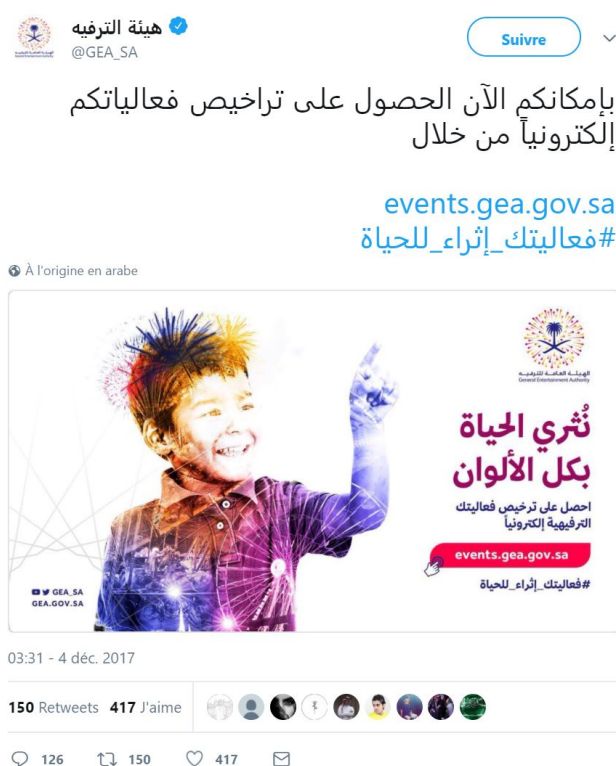 هيئة الترفيه
@GEA_SA
Suivre
بإمكانكم الآن الحصول على تراخيص فعالياتكم
إلكترونياً من خلال
events.gea.gov.sa
#فعاليتك_إثراء_للحياة
À l'origine en arabe
الهيئة العامة للترفيه
General Entertainment Authority
نُثري الحياة
بكل الألوان
احصل على ترخيص فعاليتك
الترفيهية إلكترونياً
events.gea.gov.sa
#فعاليتك_إثراء_للحياة
GEA_SA
GEA.GOV.SA
03:31 - 4 déc. 2017
150 Retweets 417 J'aime
126 150 417